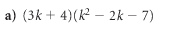 a) (3k + 4)(k² − 2k − 7)